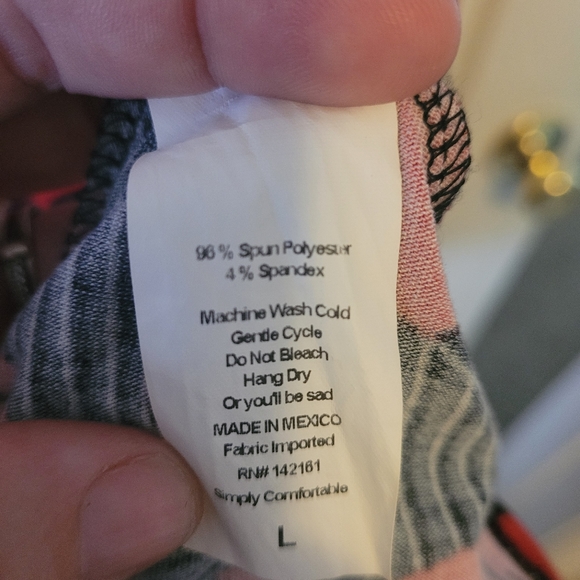 96 % Spun Polyester
4 % Spandex
Machine Wash Cold
Gentle Cycle
Do Not Bleach
Hang Dry
Or you'll be sad
MADE IN MEXICO
Fabric Imported
RN# 142161
Simply Comfortable
L